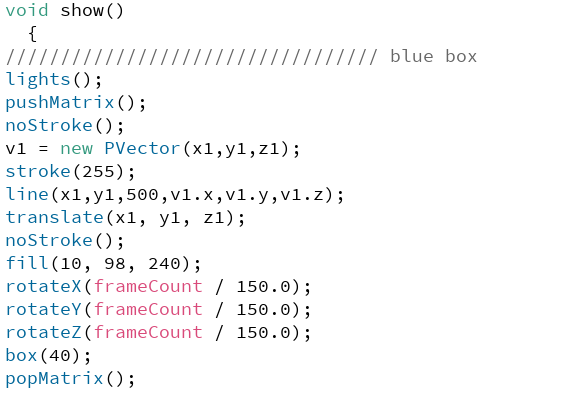 void show()
  {
////////////////////////////////// blue box
lights();
pushMatrix();
noStroke();
v1 = new PVector(x1,y1,z1);
stroke(255);
line(x1,y1,500,v1.x,v1.y,v1.z);
translate(x1, y1, z1);
noStroke();
fill(10, 98, 240);
rotateX(frameCount / 150.0);
rotateY(frameCount / 150.0);
rotateZ(frameCount / 150.0);
box(40);
popMatrix();